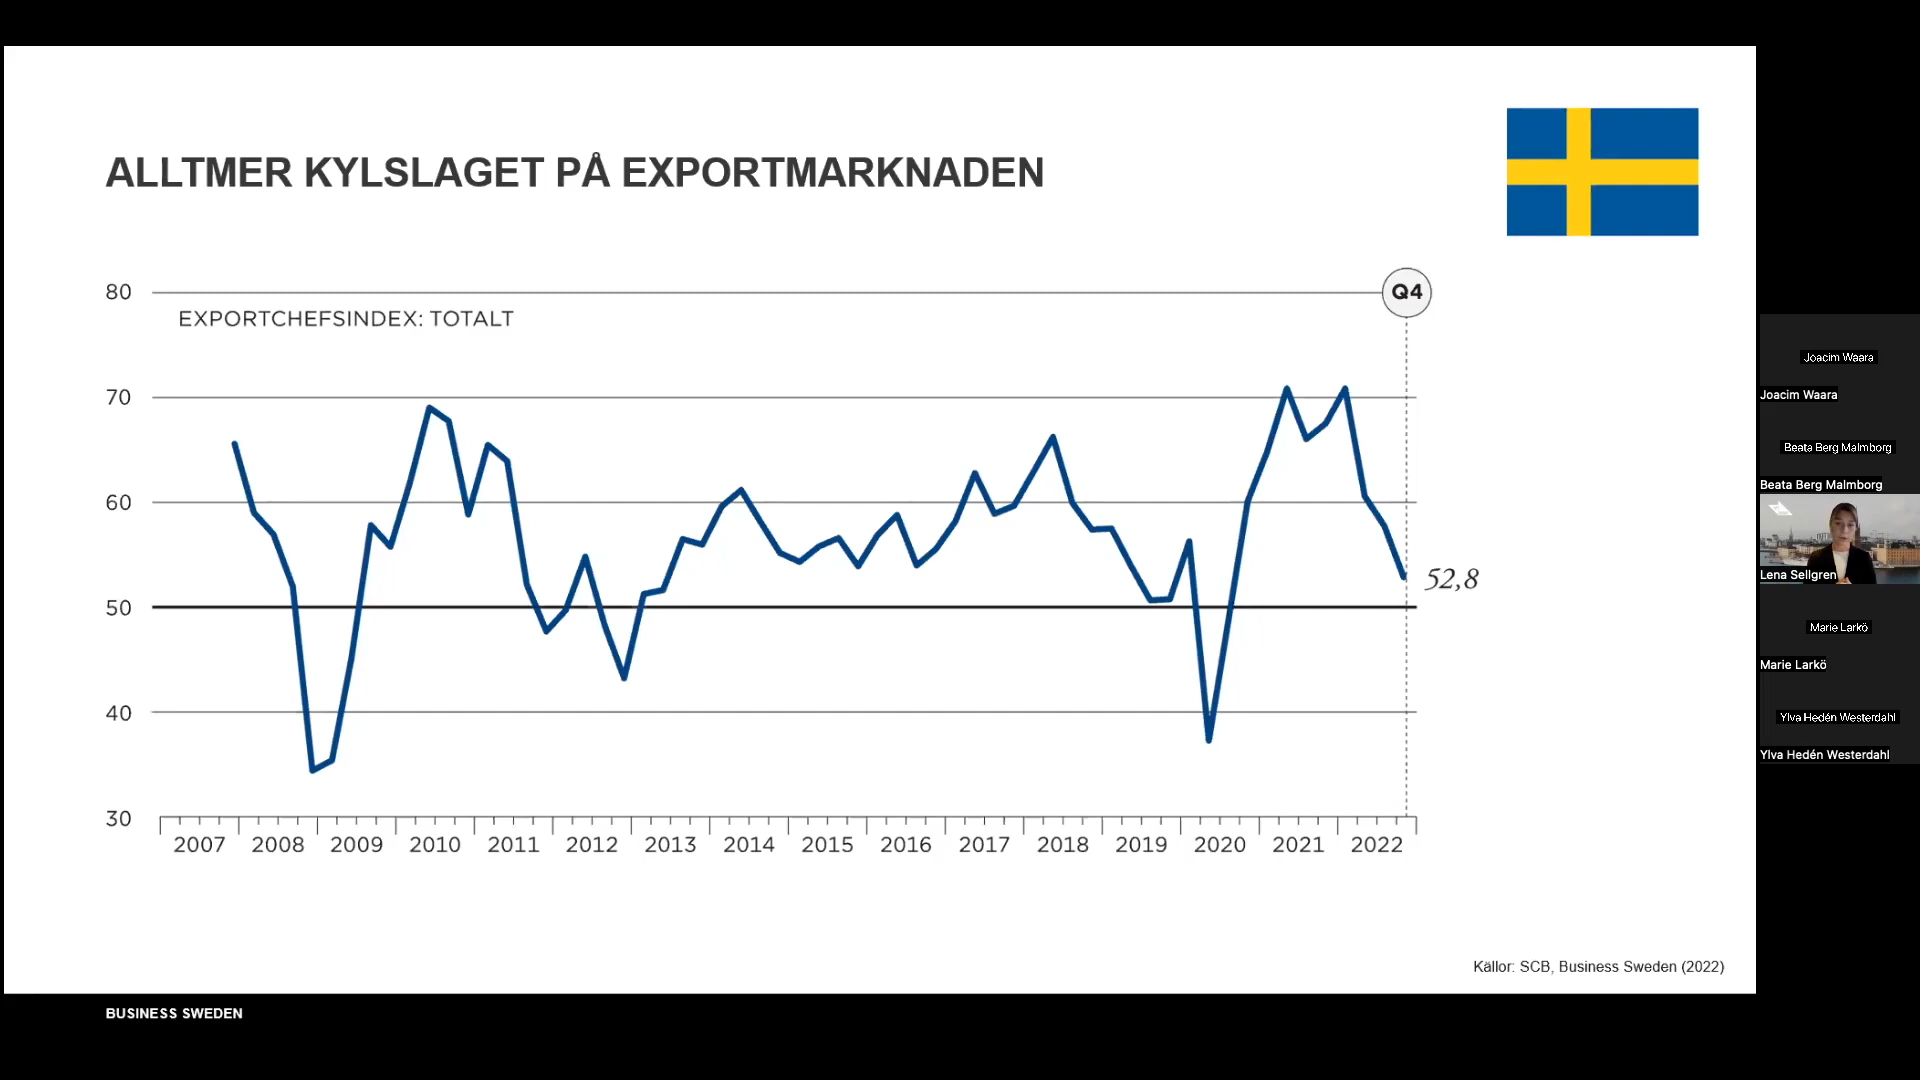 ALLTMER KYLSLAGET PÅ EXPORTMARKNADEN
80
Q4
EXPORTCHEFSINDEX: TOTALT
70
60
52,8
50
40
30
2007 2008 2009 2010 2011 2012 2013 2014 2015 2016 2017 2018 2019 2020 2021 2022
Källor: SCB, Business Sweden (2022)
BUSINESS SWEDEN
Joacim Waara
Joacim Waara
Beata Berg Malmborg
Beata Berg Malmborg
Lena Sellgren
Marie Larkö
Marie Larkö
Ylva Hedén Westerdahl
Ylva Hedén Westerdahl